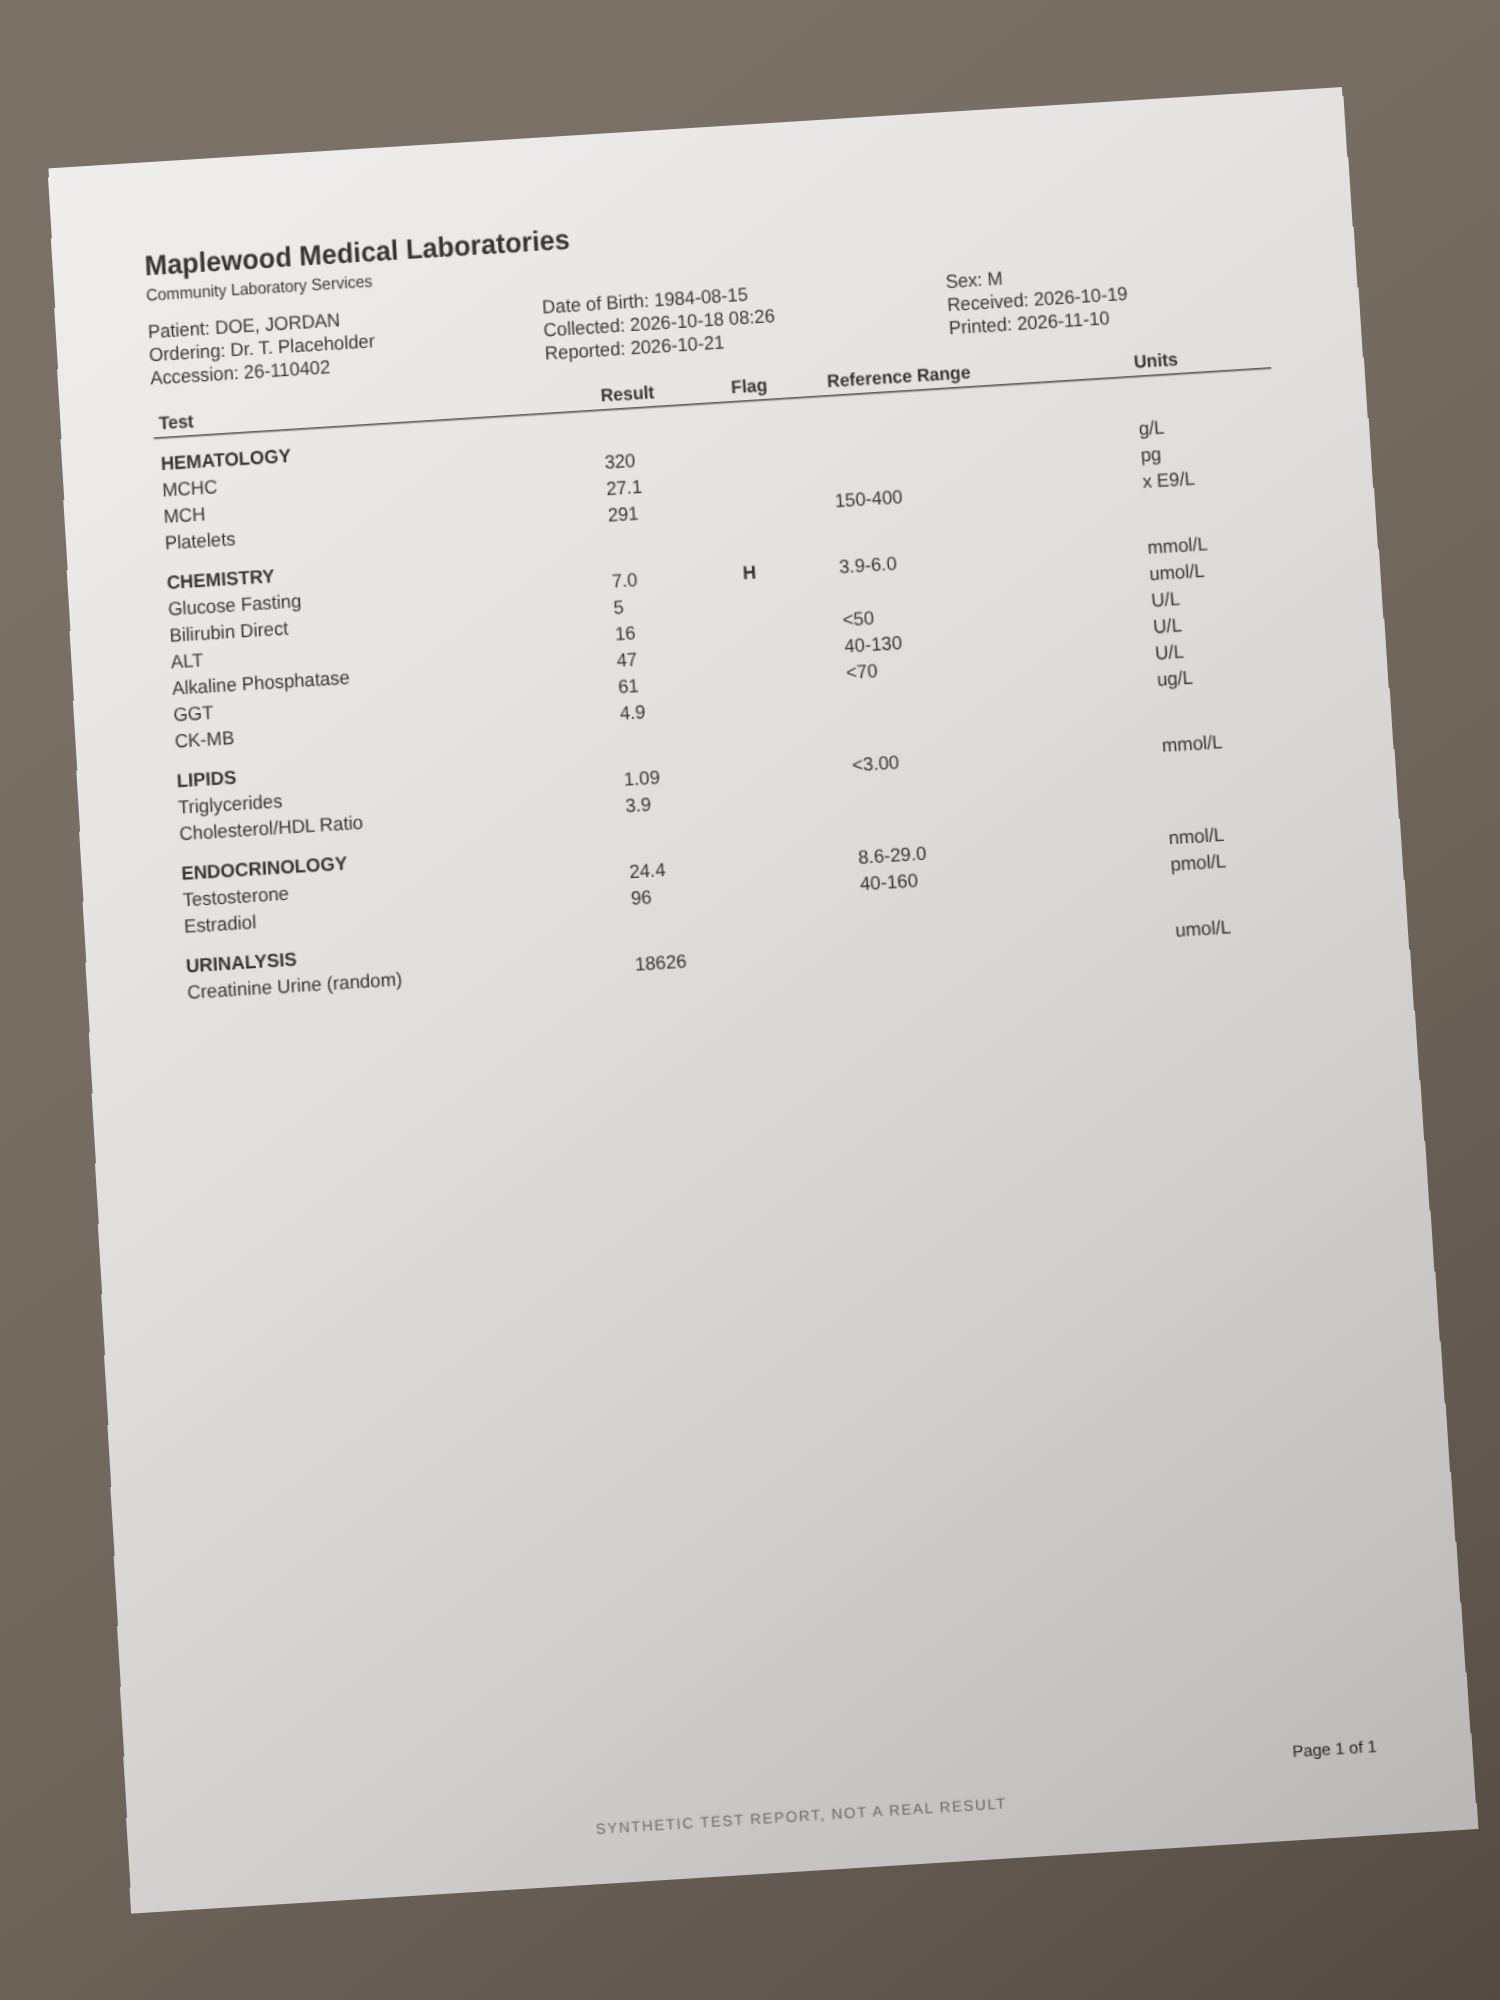 Maplewood Medical Laboratories
Community Laboratory Services
Patient: DOE, JORDAN Date of Birth: 1984-08-15 Sex: M
Ordering: Dr. T. Placeholder Collected: 2026-10-18 08:26 Received: 2026-10-19
Accession: 26-110402 Reported: 2026-10-21 Printed: 2026-11-10
Test Result Flag Reference Range Units
HEMATOLOGY
MCHC 320 g/L
MCH 27.1 pg
Platelets 291 150-400 x E9/L
CHEMISTRY
Glucose Fasting 7.0 H 3.9-6.0 mmol/L
Bilirubin Direct 5 umol/L
ALT 16 <50 U/L
Alkaline Phosphatase 47 40-130 U/L
GGT 61 <70 U/L
CK-MB 4.9 ug/L
LIPIDS
Triglycerides 1.09 <3.00 mmol/L
Cholesterol/HDL Ratio 3.9
ENDOCRINOLOGY
Testosterone 24.4 8.6-29.0 nmol/L
Estradiol 96 40-160 pmol/L
URINALYSIS
Creatinine Urine (random) 18626 umol/L
Page 1 of 1
SYNTHETIC TEST REPORT, NOT A REAL RESULT